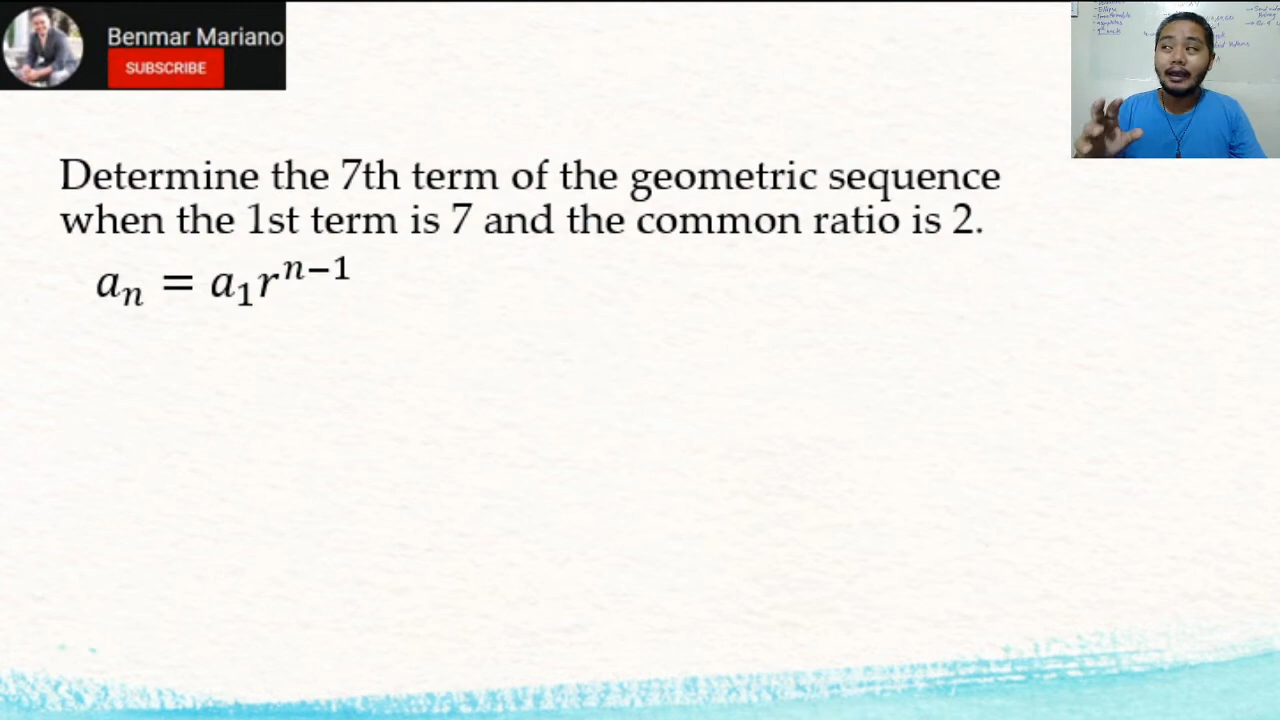 Benmar Mariano
SUBSCRIBE
Determine the 7th term of the geometric sequence
when the 1st term is 7 and the common ratio is 2.
aₙ = a₁rⁿ⁻¹